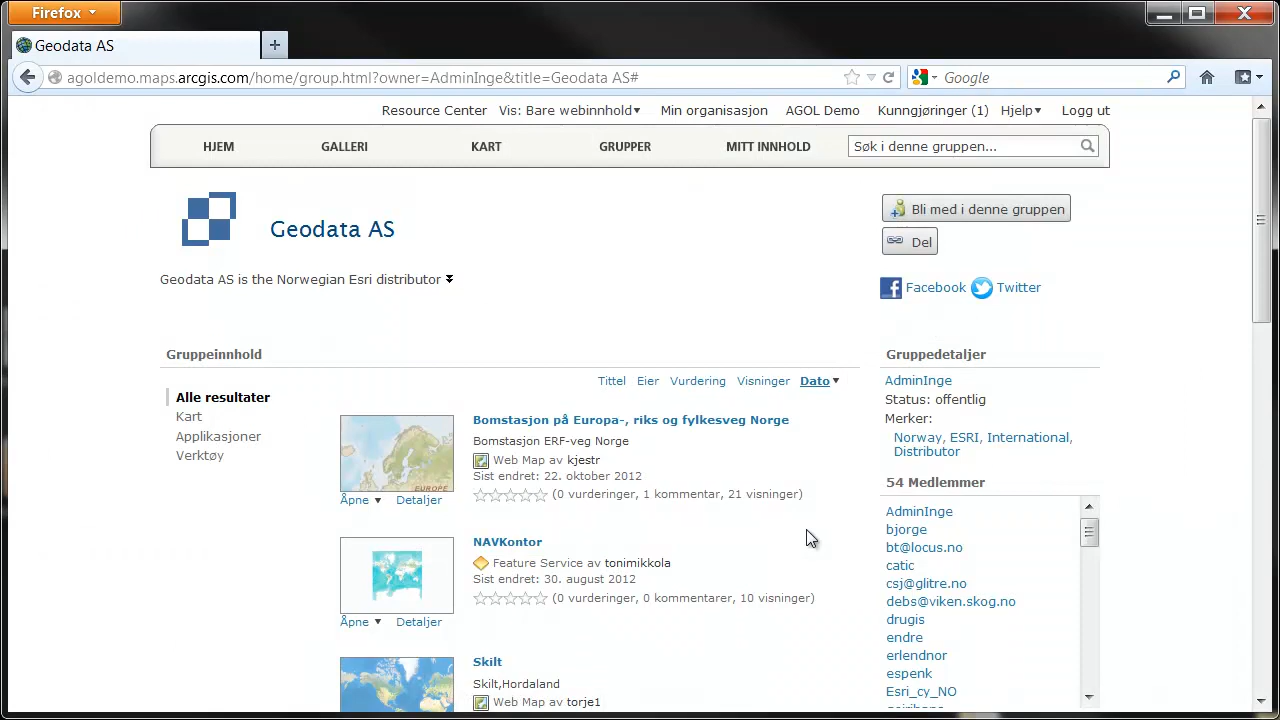 Firefox
Geodata AS
agoldemo.maps.arcgis.com/home/group.html?owner=AdminInge&title=Geodata AS#
Google
Resource Center Vis: Bare webinnhold Min organisasjon AGOL Demo Kunngjøringer (1) Hjelp Logg ut
HJEM GALLERI KART GRUPPER MITT INNHOLD Søk i denne gruppen...
Geodata AS
Bli med i denne gruppen
Del
Geodata AS is the Norwegian Esri distributor
Facebook Twitter
Gruppeinnhold
Tittel Eier Vurdering Visninger Dato
Alle resultater
Kart
Applikasjoner
Verktøy
Bomstasjon på Europa-, riks og fylkesveg Norge
Bomstasjon ERF-veg Norge
Web Map av kjestr
Sist endret: 22. oktober 2012
(0 vurderinger, 1 kommentar, 21 visninger)
EUROPE
Åpne Detaljer
NAVKontor
Feature Service av tonimikkola
Sist endret: 30. august 2012
(0 vurderinger, 0 kommentarer, 10 visninger)
Åpne Detaljer
Skilt
Skilt,Hordaland
Web Map av torje1
Gruppedetaljer
AdminInge
Status: offentlig
Merker:
Norway, ESRI, International,
Distributor
54 Medlemmer
AdminInge
bjorge
bt@locus.no
catic
csj@glitre.no
debs@viken.skog.no
drugis
endre
erlendnor
espenk
Esri_cy_NO